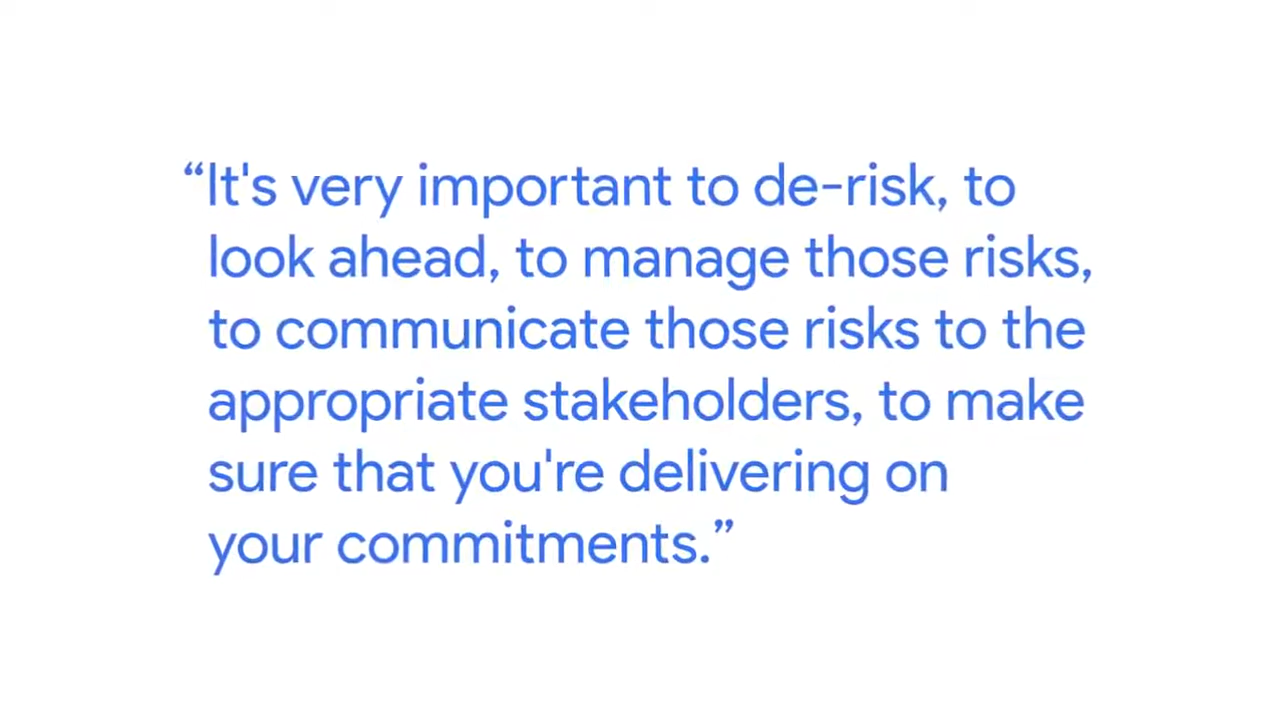 “It's very important to de-risk, to
look ahead, to manage those risks,
to communicate those risks to the
appropriate stakeholders, to make
sure that you're delivering on
your commitments.”